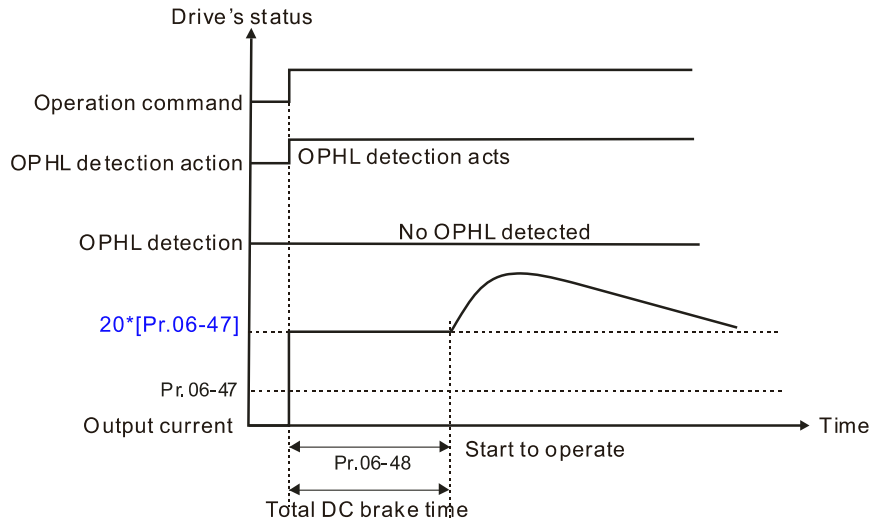 Drive's status
Operation command
OPHL detection action
OPHL detection acts
OPHL detection
No OPHL detected
20*[Pr.06-47]
Pr.06-47
Output current
Time
Start to operate
Pr.06-48
Total DC brake time